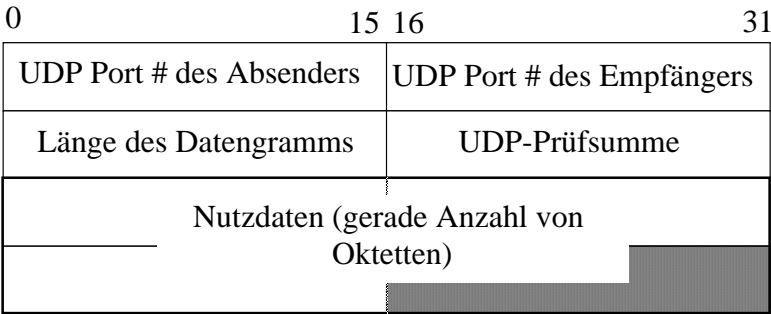 0 15 16 31
UDP Port # des Absenders UDP Port # des Empfängers
Länge des Datengramms UDP-Prüfsumme
Nutzdaten (gerade Anzahl von
Oktetten)